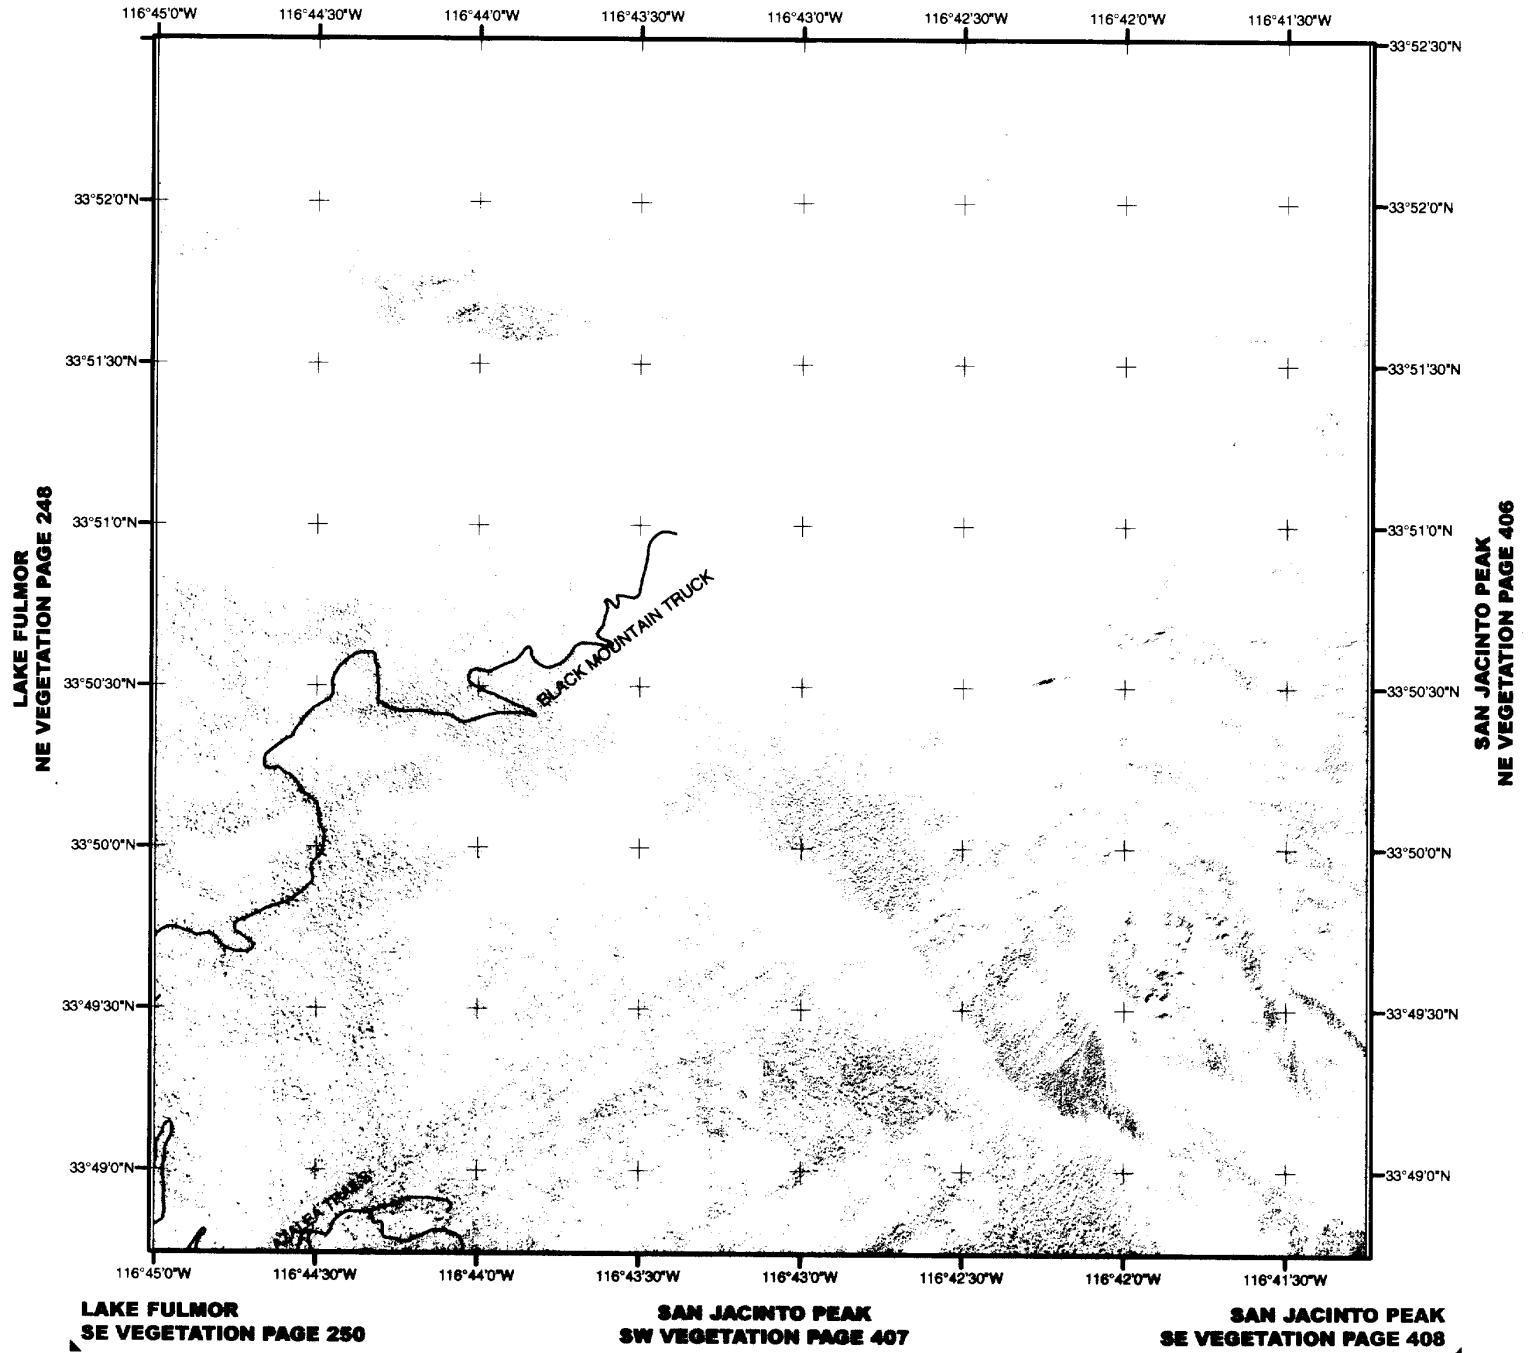 116°45'0"W 116°44'30"W 116°44'0"W 116°43'30"W 116°43'0"W 116°42'30"W 116°42'0"W 116°41'30"W
33°52'30"N
33°52'0"N
33°52'0"N
33°51'30"N
33°51'30"N
33°51'0"N
33°51'0"N
33°50'30"N
33°50'30"N
33°50'0"N
33°50'0"N
33°49'30"N
33°49'30"N
33°49'0"N
33°49'0"N
LAKE FULMOR
NE VEGETATION PAGE 248
BLACK MOUNTAIN TRUCK
SAN JACINTO PEAK
NE VEGETATION PAGE 406
AZALEA TRAILS
116°45'0"W 116°44'30"W 116°44'0"W 116°43'30"W 116°43'0"W 116°42'30"W 116°42'0"W 116°41'30"W
LAKE FULMOR
SE VEGETATION PAGE 250
SAN JACINTO PEAK
SW VEGETATION PAGE 407
SAN JACINTO PEAK
SE VEGETATION PAGE 408